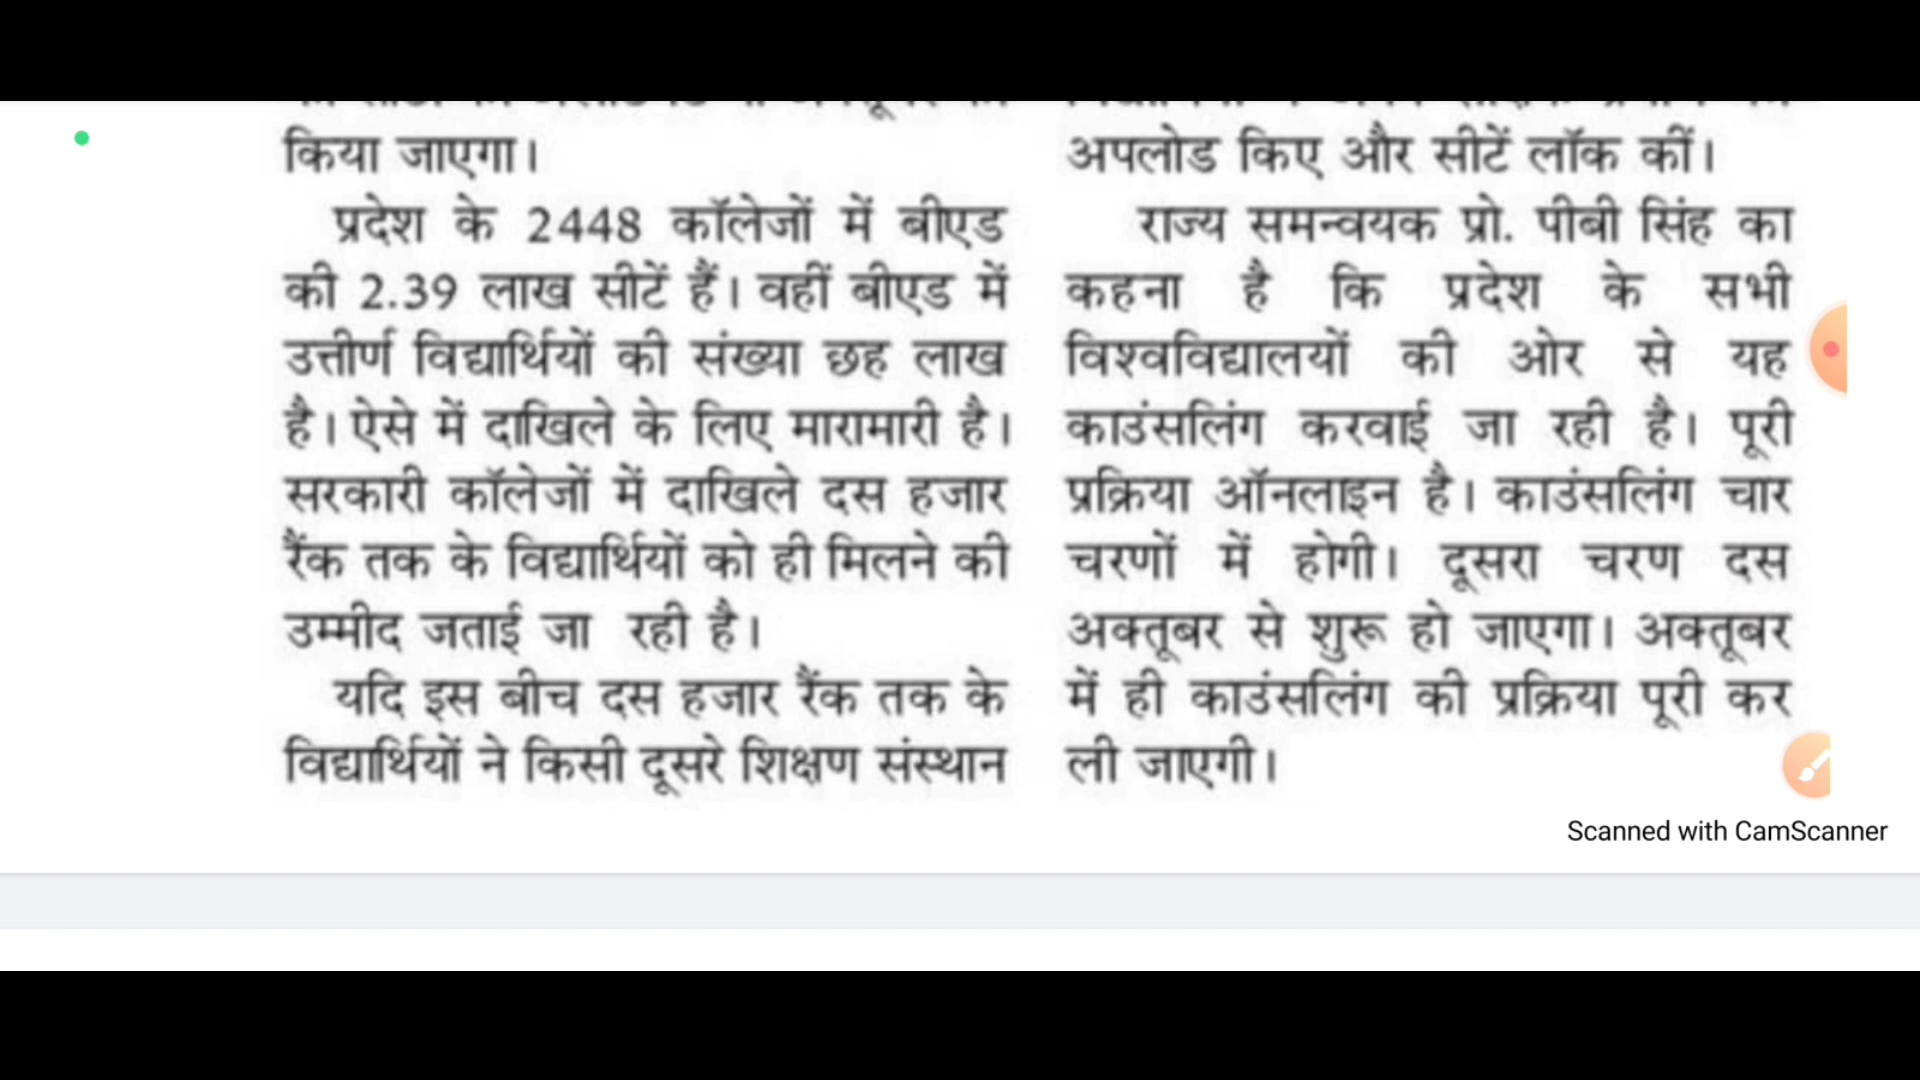 किया जाएगा।
प्रदेश के 2448 कॉलेजों में बीएड
की 2.39 लाख सीटें हैं। वहीं बीएड में
उत्तीर्ण विद्यार्थियों की संख्या छह लाख
है। ऐसे में दाखिले के लिए मारामारी है।
सरकारी कॉलेजों में दाखिले दस हजार
रैंक तक के विद्यार्थियों को ही मिलने की
उम्मीद जताई जा रही है।
यदि इस बीच दस हजार रैंक तक के
विद्यार्थियों ने किसी दूसरे शिक्षण संस्थान
अपलोड किए और सीटें लॉक कीं।
राज्य समन्वयक प्रो. पीबी सिंह का
कहना है कि प्रदेश के सभी
विश्वविद्यालयों की ओर से यह
काउंसलिंग करवाई जा रही है। पूरी
प्रक्रिया ऑनलाइन है। काउंसलिंग चार
चरणों में होगी। दूसरा चरण दस
अक्तूबर से शुरू हो जाएगा। अक्तूबर
में ही काउंसलिंग की प्रक्रिया पूरी कर
ली जाएगी।
Scanned with CamScanner